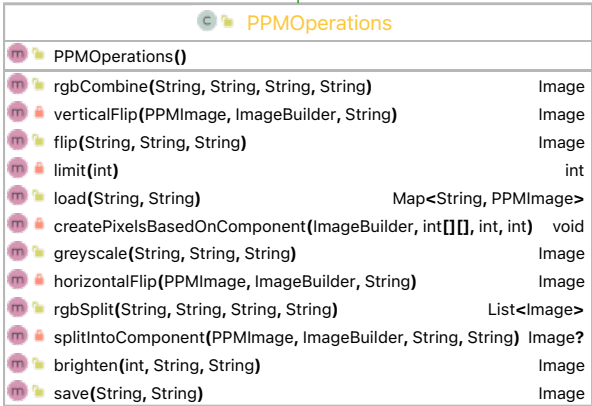 PPMOperations
PPMOperations()
rgbCombine(String, String, String, String) Image
verticalFlip(PPMImage, ImageBuilder, String) Image
flip(String, String, String) Image
limit(int) int
load(String, String) Map<String, PPMImage>
createPixelsBasedOnComponent(ImageBuilder, int[][], int, int) void
greyscale(String, String, String) Image
horizontalFlip(PPMImage, ImageBuilder, String) Image
rgbSplit(String, String, String, String) List<Image>
splitIntoComponent(PPMImage, ImageBuilder, String, String) Image?
brighten(int, String, String) Image
save(String, String) Image